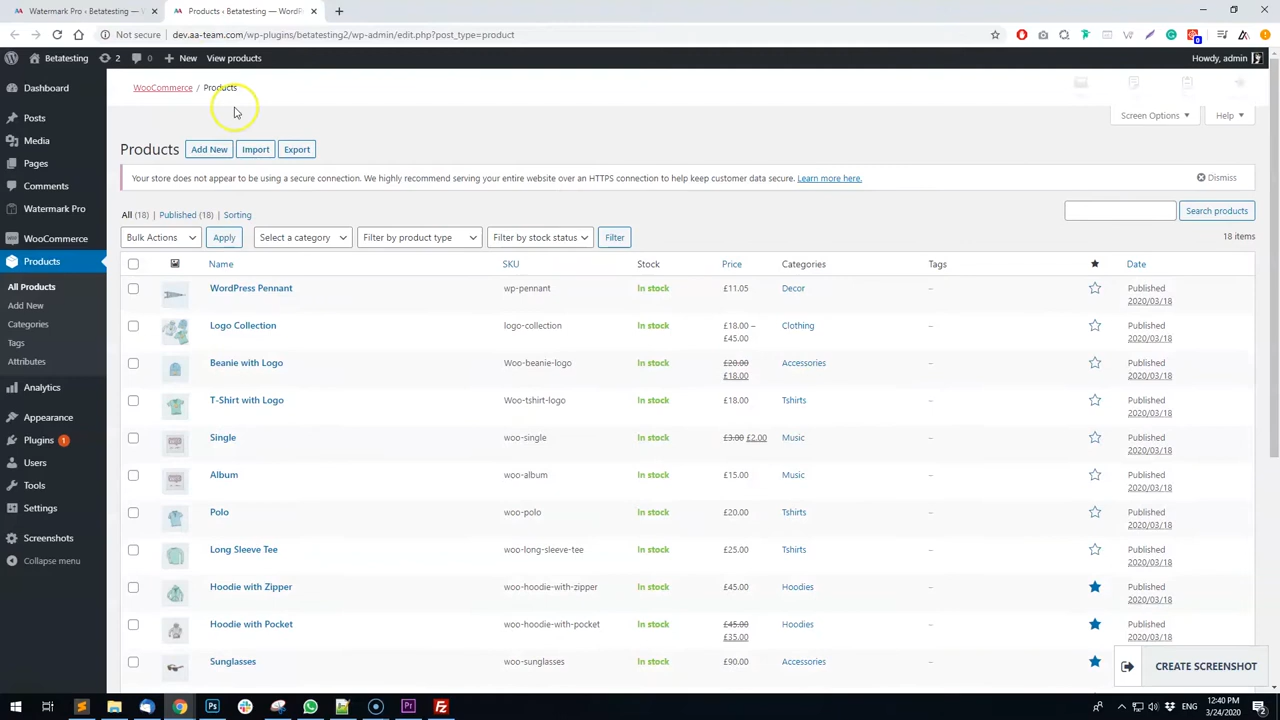 Watermark Pro ‹ Betatesting — W
Products ‹ Betatesting — WordPr
Not secure | dev.aa-team.com/wp-plugins/betatesting2/wp-admin/edit.php?post_type=product
Betatesting 2 0 New View products Howdy, admin
WooCommerce / Products
Screen Options Help
Products Add New Import Export
Your store does not appear to be using a secure connection. We highly recommend serving your entire website over an HTTPS connection to help keep customer data secure. Learn more here. Dismiss
All (18) | Published (18) | Sorting
Search products
Bulk Actions Apply Select a category Filter by product type Filter by stock status Filter 18 items
Name SKU Stock Price Categories Tags Date
WordPress Pennant wp-pennant In stock £11.05 Decor – Published
2020/03/18
Logo Collection logo-collection In stock £18.00 – Clothing – Published
£45.00 2020/03/18
Beanie with Logo Woo-beanie-logo In stock £20.00 Accessories – Published
£18.00 2020/03/18
T-Shirt with Logo Woo-tshirt-logo In stock £18.00 Tshirts – Published
2020/03/18
Single woo-single In stock £3.00 £2.00 Music – Published
2020/03/18
Album woo-album In stock £15.00 Music – Published
2020/03/18
Polo woo-polo In stock £20.00 Tshirts – Published
2020/03/18
Long Sleeve Tee woo-long-sleeve-tee In stock £25.00 Tshirts – Published
2020/03/18
Hoodie with Zipper woo-hoodie-with-zipper In stock £45.00 Hoodies – Published
2020/03/18
Hoodie with Pocket woo-hoodie-with-pocket In stock £45.00 Hoodies – Published
£35.00 2020/03/18
Sunglasses woo-sunglasses In stock £90.00 Accessories
CREATE SCREENSHOT
Dashboard
Posts
Media
Pages
Comments
Watermark Pro
WooCommerce
Products
All Products
Add New
Categories
Tags
Attributes
Analytics
Appearance
Plugins 1
Users
Tools
Settings
Screenshots
Collapse menu
ENG 12:40 PM
3/24/2020
2